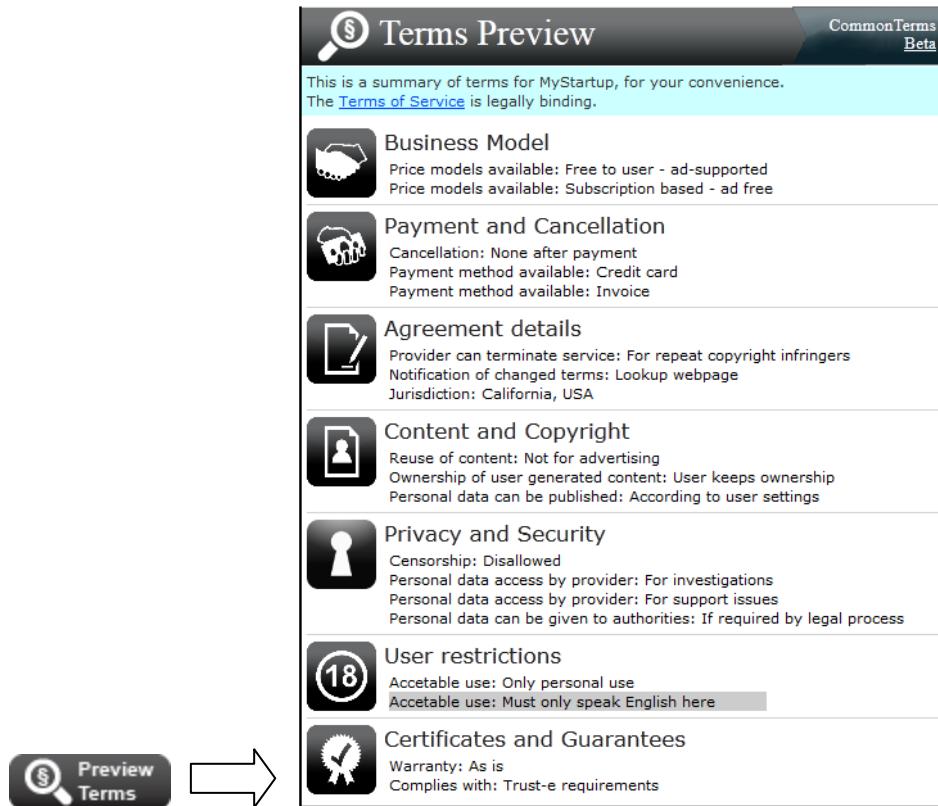 § Terms Preview
CommonTerms
Beta
This is a summary of terms for MyStartup, for your convenience.
The Terms of Service is legally binding.
Business Model
Price models available: Free to user - ad-supported
Price models available: Subscription based - ad free
Payment and Cancellation
Cancellation: None after payment
Payment method available: Credit card
Payment method available: Invoice
Agreement details
Provider can terminate service: For repeat copyright infringers
Notification of changed terms: Lookup webpage
Jurisdiction: California, USA
Content and Copyright
Reuse of content: Not for advertising
Ownership of user generated content: User keeps ownership
Personal data can be published: According to user settings
Privacy and Security
Censorship: Disallowed
Personal data access by provider: For investigations
Personal data access by provider: For support issues
Personal data can be given to authorities: If required by legal process
18
User restrictions
Accetable use: Only personal use
Accetable use: Must only speak English here
Certificates and Guarantees
Warranty: As is
Complies with: Trust-e requirements
§ Preview
Terms